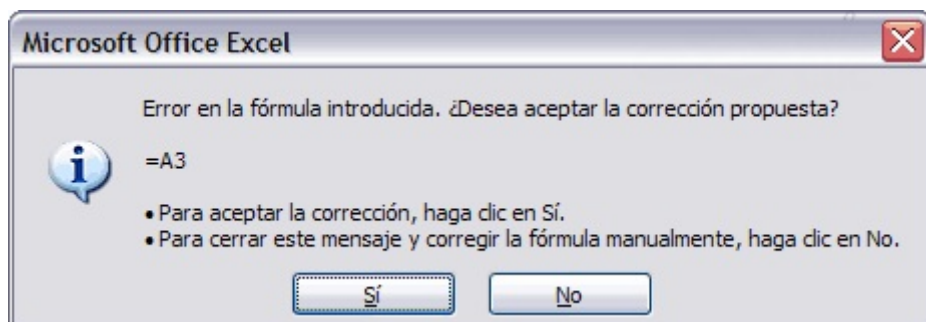 Microsoft Office Excel
Error en la fórmula introducida. ¿Desea aceptar la corrección propuesta?
=A3
• Para aceptar la corrección, haga clic en Sí.
• Para cerrar este mensaje y corregir la fórmula manualmente, haga clic en No.
Sí No